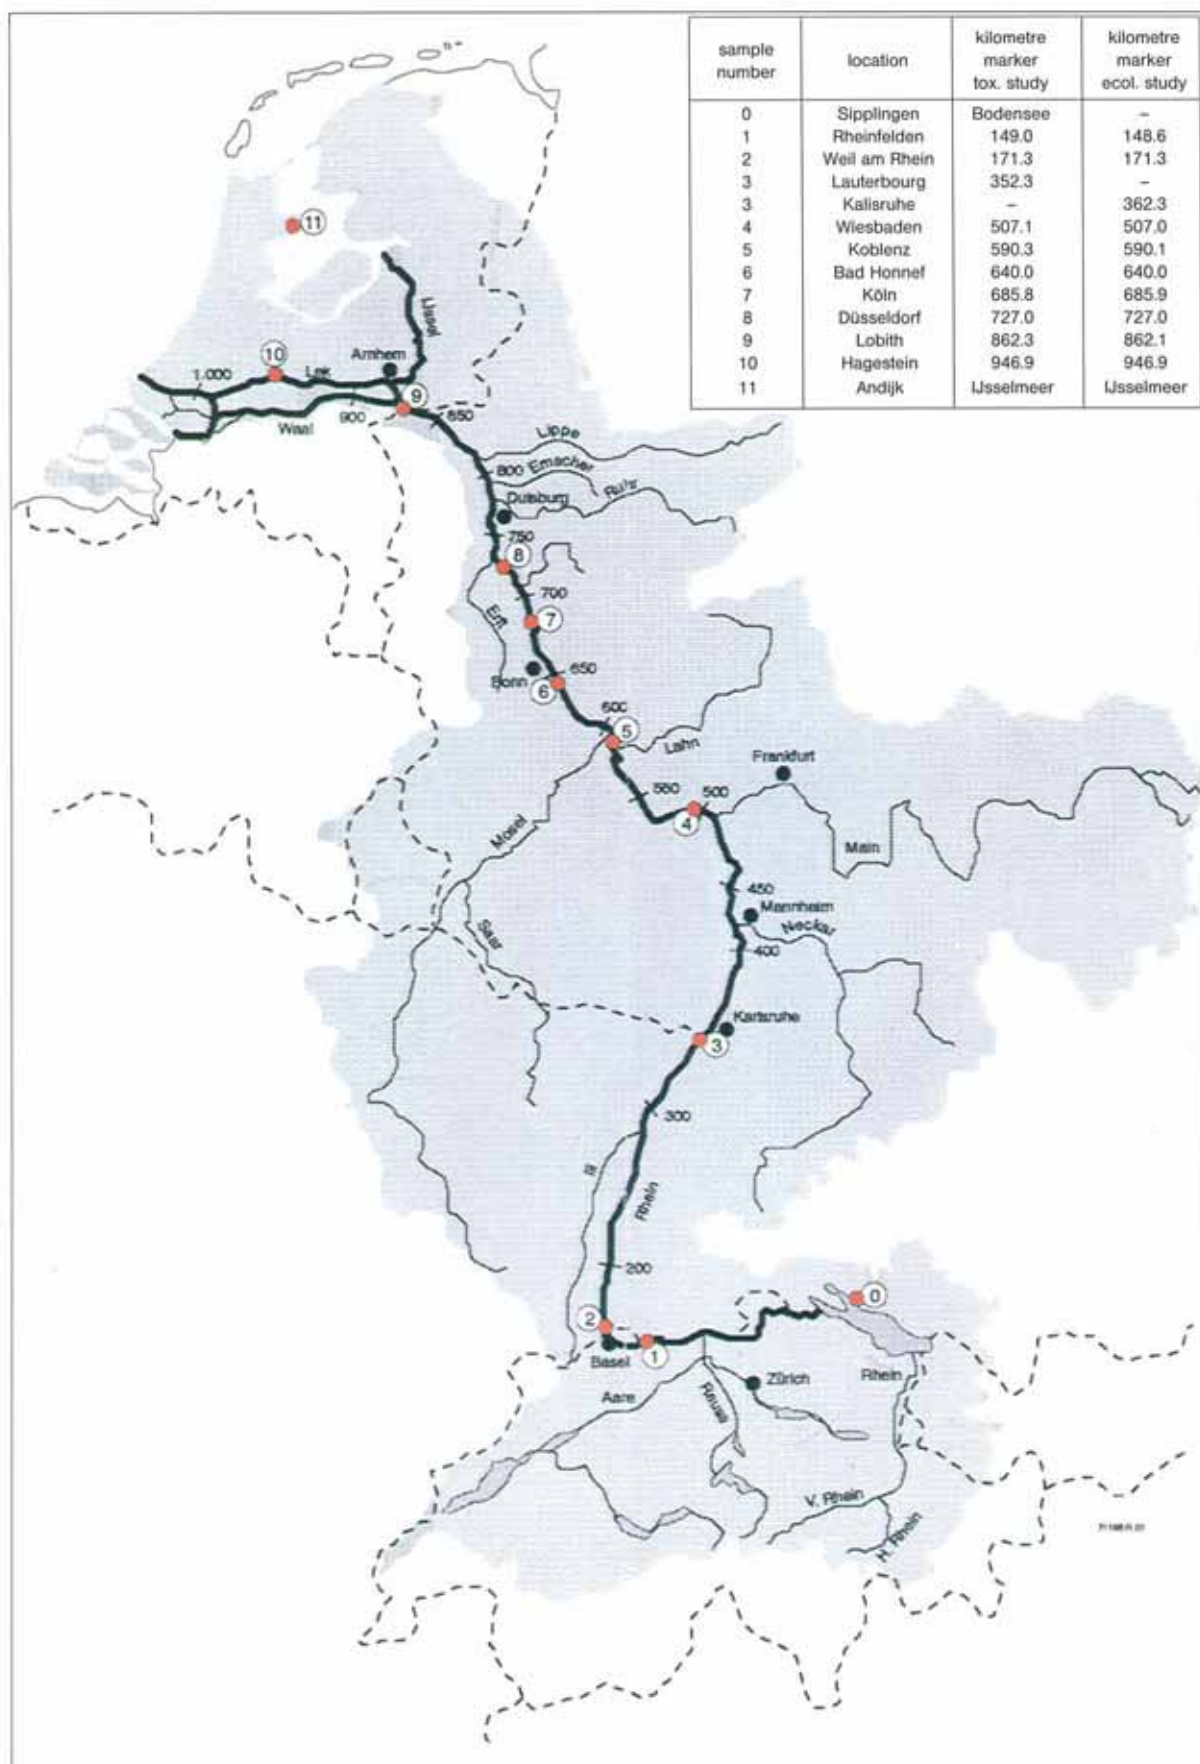 sample number
location
kilometre marker tox. study
kilometre marker ecol. study
0 Sipplingen Bodensee –
1 Rheinfelden 149.0 148.6
2 Weil am Rhein 171.3 171.3
3 Lauterbourg 352.3 –
3 Kalisruhe – 362.3
4 Wiesbaden 507.1 507.0
5 Koblenz 590.3 590.1
6 Bad Honnef 640.0 640.0
7 Köln 685.8 685.9
8 Düsseldorf 727.0 727.0
9 Lobith 862.3 862.1
10 Hagestein 946.9 946.9
11 Andijk IJsselmeer IJsselmeer
11
IJssel
10
Arnhem
1.000
Lek
9
900
850
Waal
Lippe
800
Emscher
Ruhr
Duisburg
750
8
700
Erft
7
650
Bonn
6
600
5
Lahn
Frankfurt
550
500
4
Mosel
Main
450
Mannheim
Neckar
Saar
400
Karlsruhe
3
300
Ill
Rhein
200
0
2
Basel
1
Zürich
Rhein
Aare
Reuss
V. Rhein
H. Rhein